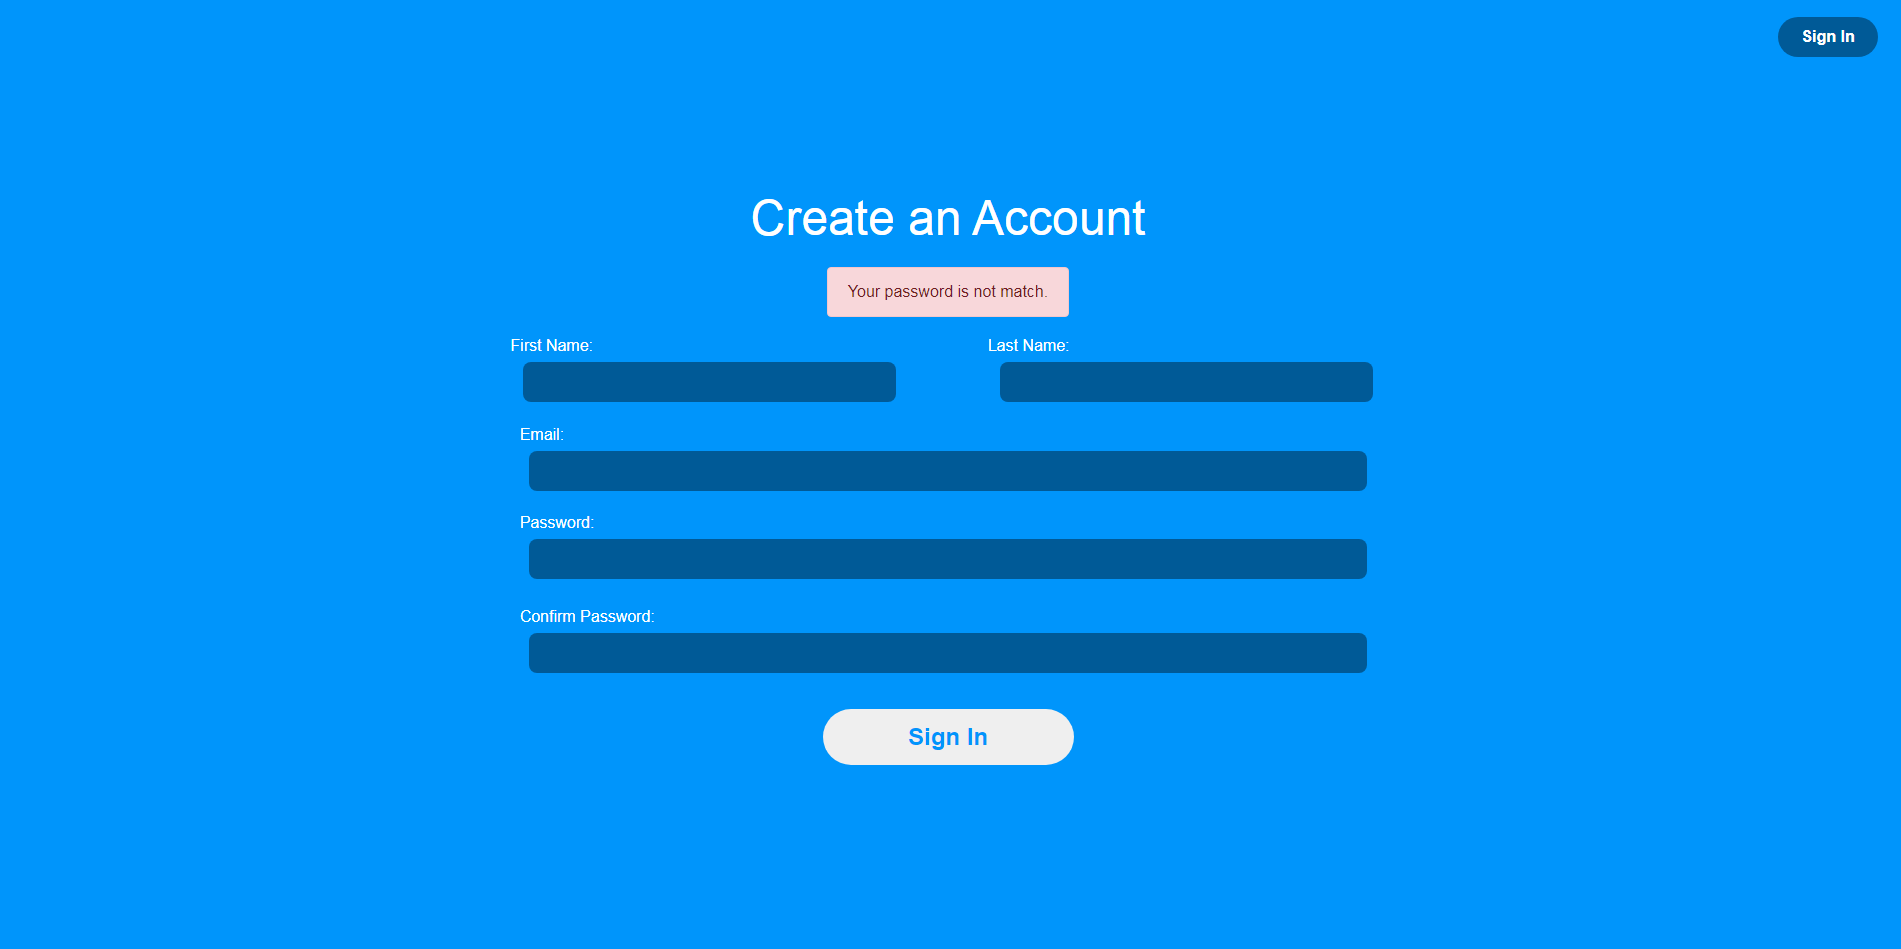 Sign In
Create an Account
Your password is not match.
First Name:
Last Name:
Email:
Password:
Confirm Password:
Sign In